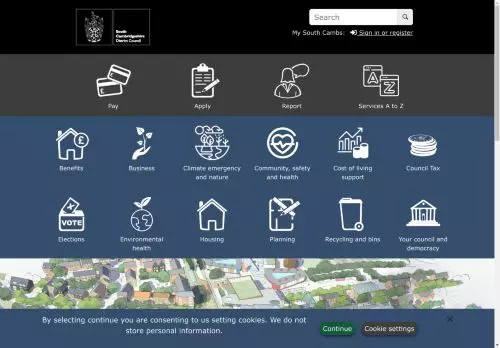 South
Cambridgeshire
District Council
Search
My South Cambs: Sign in or register
Pay
Apply
Report
Services A to Z
A
Z
£
Benefits
Business
Climate emergency
and nature
Community, safety
and health
Cost of living
support
Council Tax
VOTE
Elections
Environmental
health
Housing
Planning
Recycling and bins
Your council and
democracy
By selecting continue you are consenting to us setting cookies. We do not
store personal information.
Continue
Cookie settings